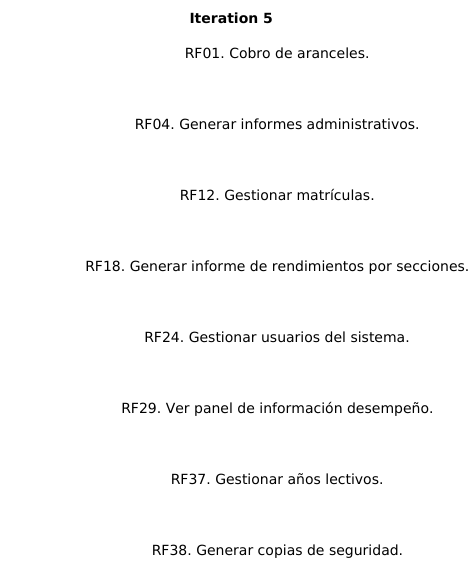 Iteration 5
RF01. Cobro de aranceles.
RF04. Generar informes administrativos.
RF12. Gestionar matrículas.
RF18. Generar informe de rendimientos por secciones.
RF24. Gestionar usuarios del sistema.
RF29. Ver panel de información desempeño.
RF37. Gestionar años lectivos.
RF38. Generar copias de seguridad.